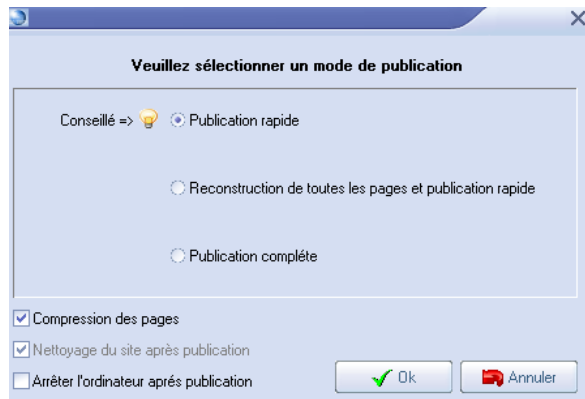 Veuillez sélectionner un mode de publication
Conseillé => Publication rapide
Reconstruction de toutes les pages et publication rapide
Publication compléte
Compression des pages
Nettoyage du site après publication
Arrêter l'ordinateur aprés publication
Ok
Annuler